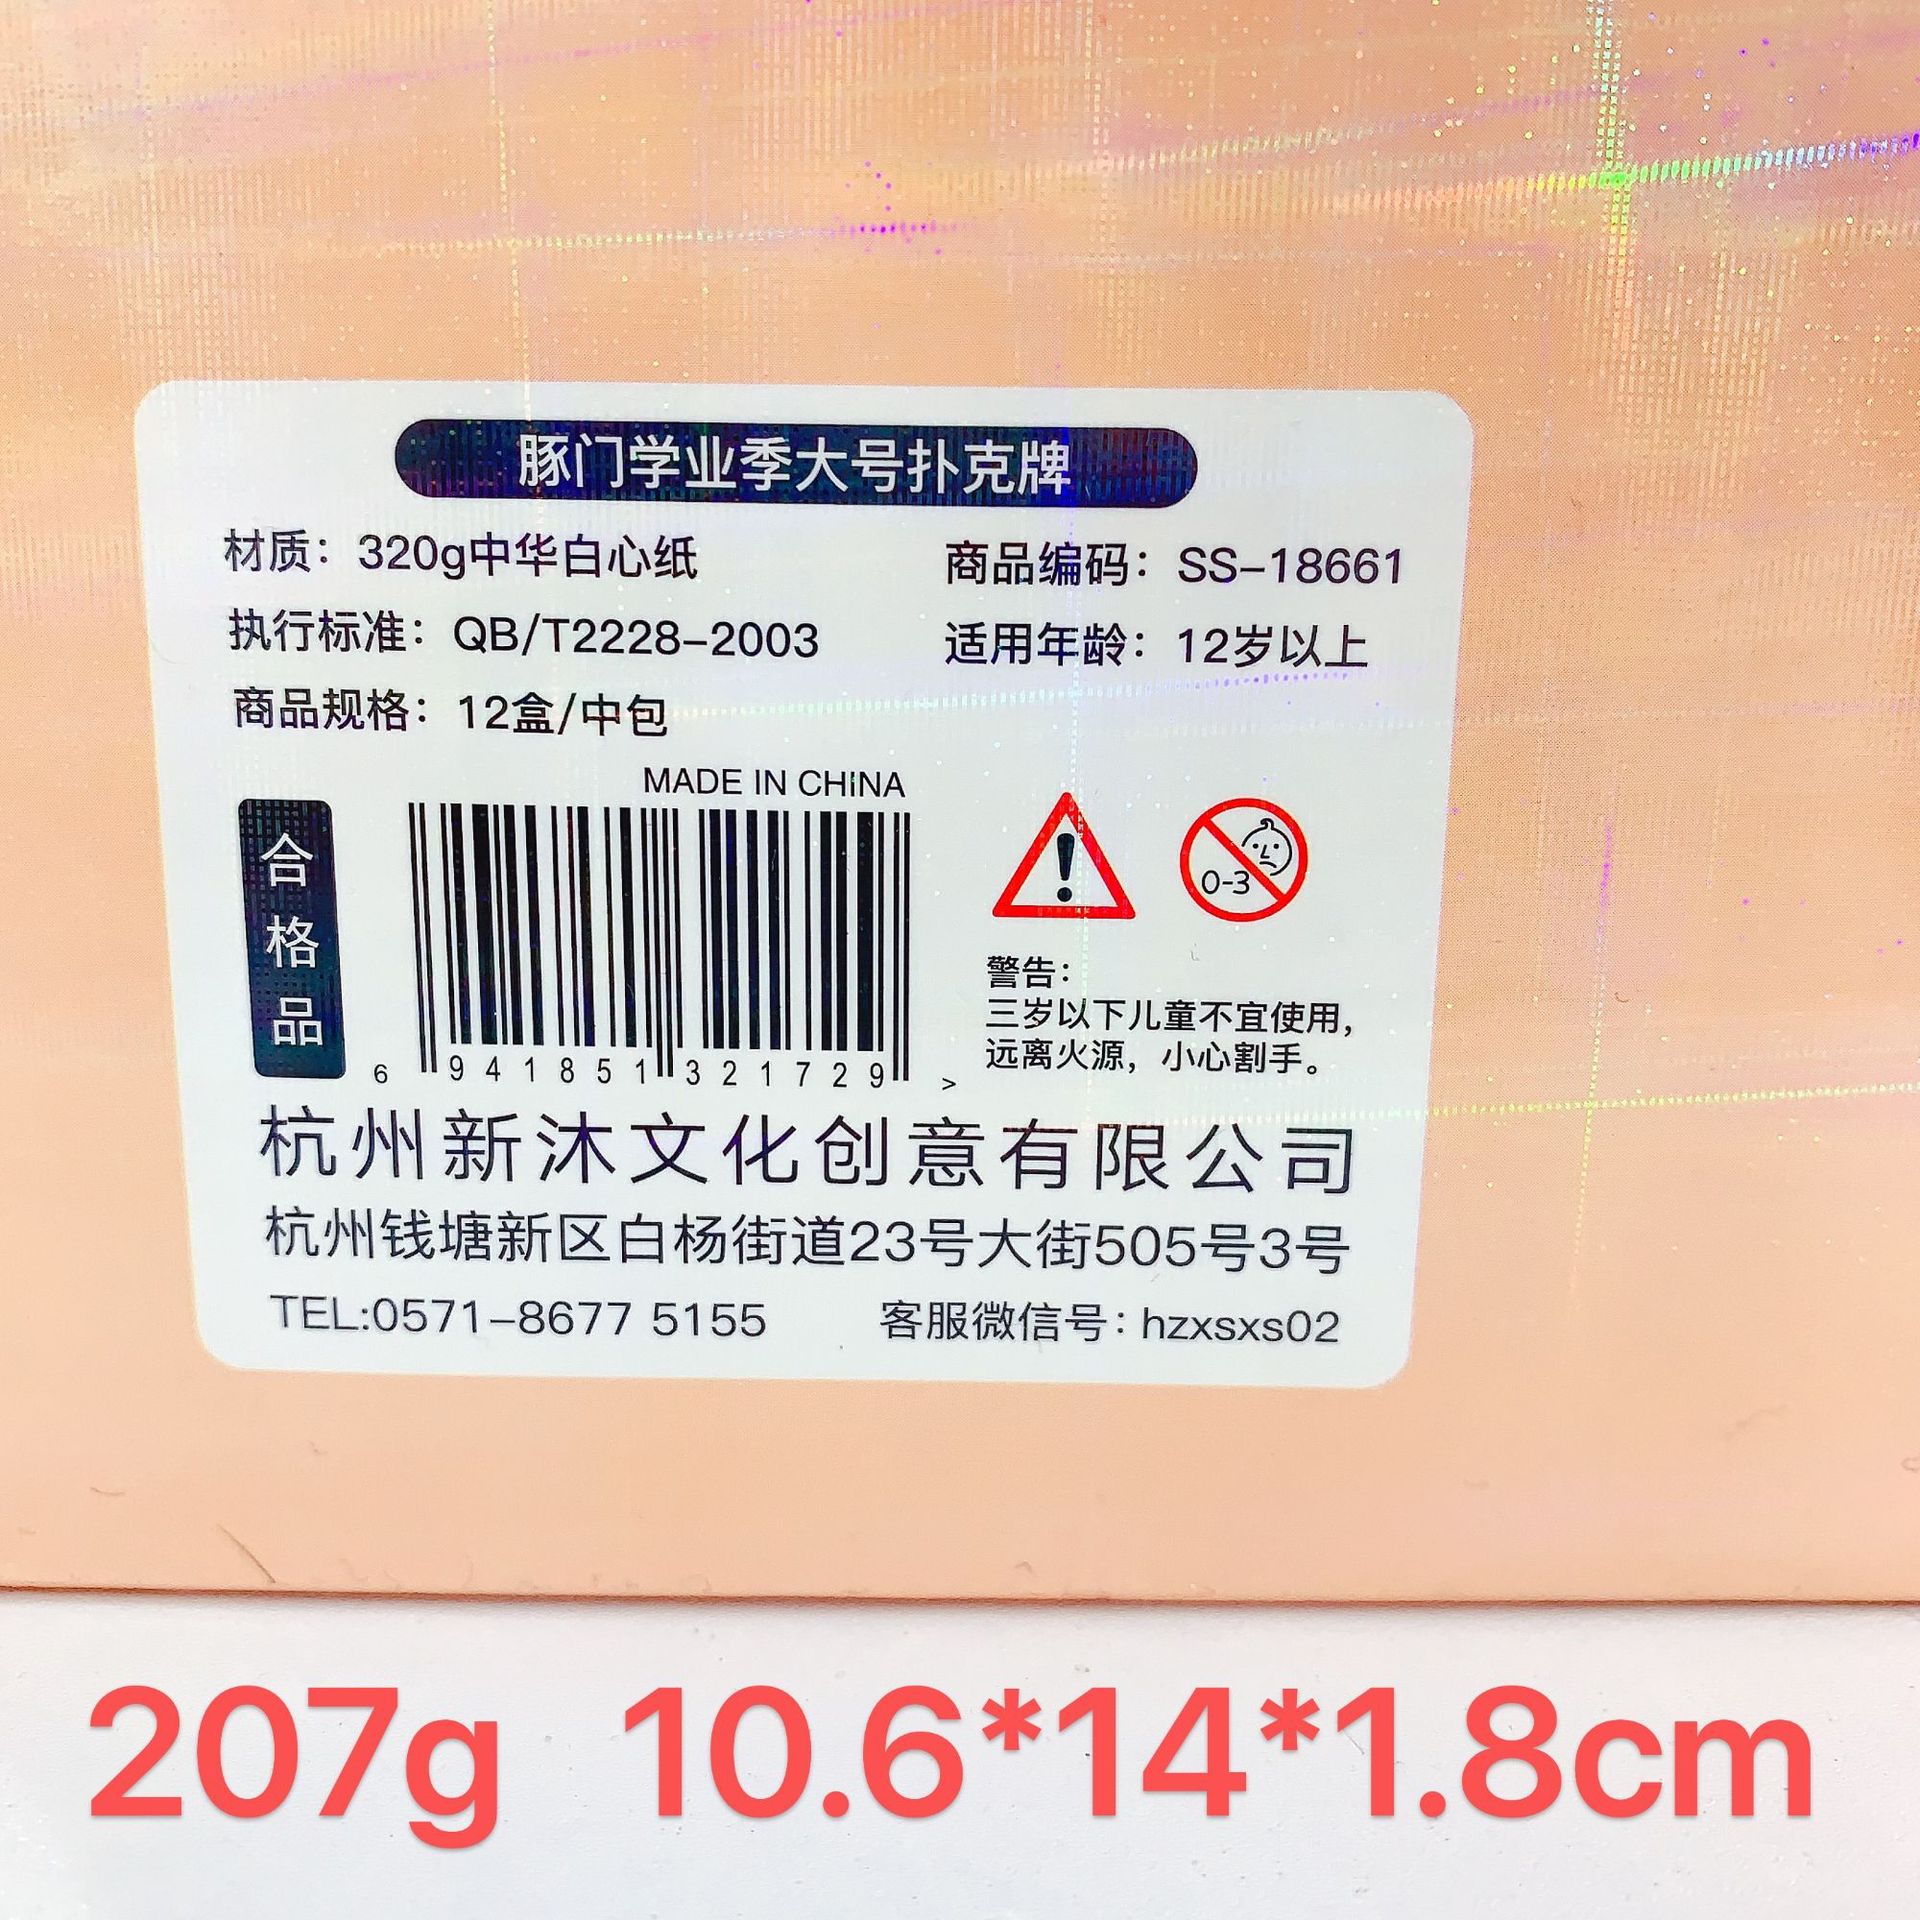 豚门学业季大号扑克牌
材质：320g中华白心纸
商品编码：SS-18661
执行标准：QB/T2228-2003
适用年龄：12岁以上
商品规格：12盒/中包
MADE IN CHINA
合格品
6 941851 321729 >
0-3
警告：
三岁以下儿童不宜使用，
远离火源，小心割手。
杭州新沐文化创意有限公司
杭州钱塘新区白杨街道23号大街505号3号
TEL:0571-8677 5155
客服微信号：hzxsxs02
207g 10.6*14*1.8cm